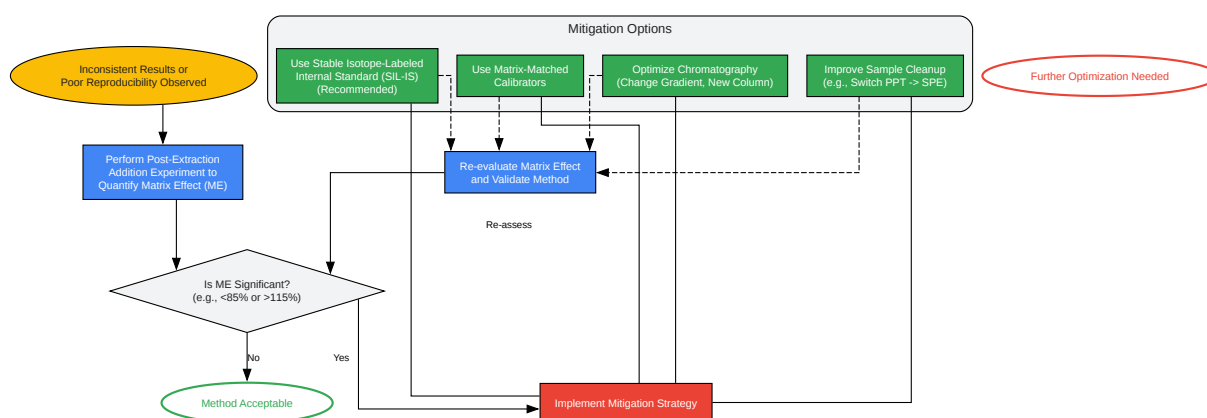 Mitigation Options
Inconsistent Results or
Poor Reproducibility Observed
Use Stable Isotope-Labeled
Internal Standard (SIL-IS)
(Recommended)
Use Matrix-Matched
Calibrators
Optimize Chromatography
(Change Gradient, New Column)
Improve Sample Cleanup
(e.g., Switch PPT -> SPE)
Further Optimization Needed
Perform Post-Extraction
Addition Experiment to
Quantify Matrix Effect (ME)
Re-evaluate Matrix Effect
and Validate Method
Re-assess
Is ME Significant?
(e.g., <85% or >115%)
No
Yes
Method Acceptable
Implement Mitigation Strategy